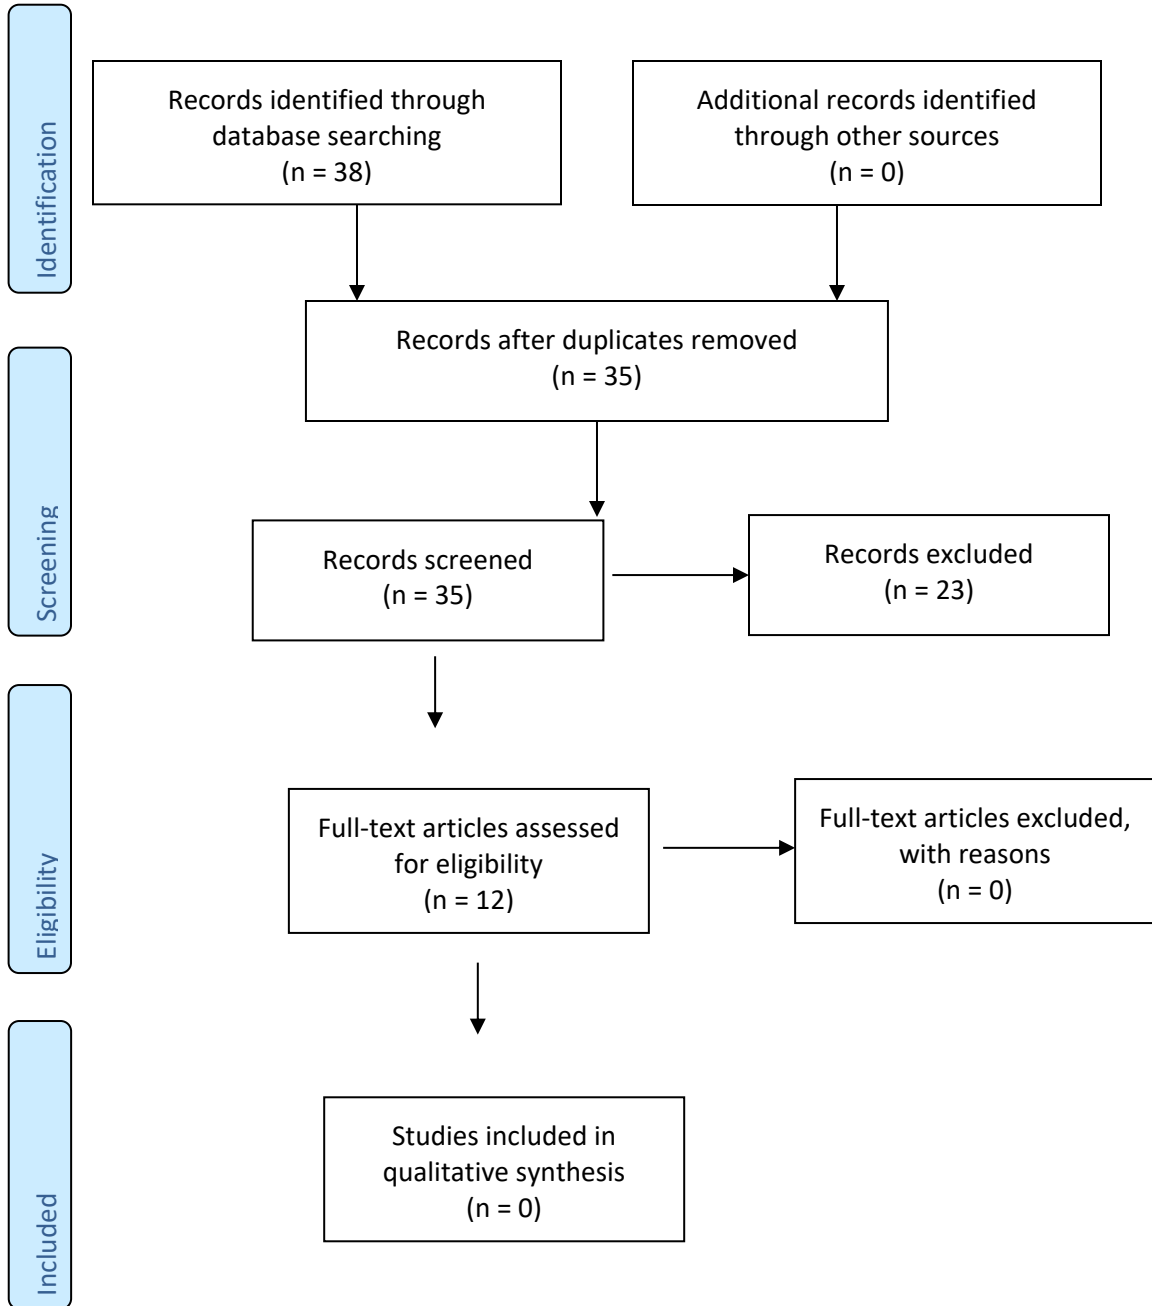 Identification
Records identified through
database searching
(n = 38)
Additional records identified
through other sources
(n = 0)
Records after duplicates removed
(n = 35)
Screening
Records screened
(n = 35)
Records excluded
(n = 23)
Eligibility
Full-text articles assessed
for eligibility
(n = 12)
Full-text articles excluded,
with reasons
(n = 0)
Included
Studies included in
qualitative synthesis
(n = 0)